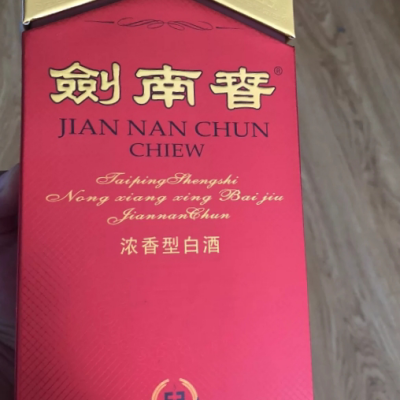 劍南春®
JIAN NAN CHUN
CHIEW
TaipingShengshi
Nong xiang xing Bai jiu
JiannanChun
浓香型白酒